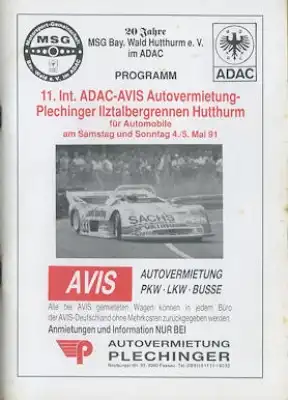 MSG
20 Jahre
MSG Bay. Wald Hutthurm e. V.
im ADAC
ADAC
PROGRAMM
11. Int. ADAC-AVIS Autovermietung-
Plechinger Ilztalbergrennen Hutthurm
für Automobile
am Samstag und Sonntag 4./5. Mai 91
SACHS
AVIS
AUTOVERMIETUNG
PKW - LKW - BUSSE
Alle bei AVIS gemieteten Wagen können in jedem Büro
der AVIS-Deutschland ohne Mehrkosten zurückgegeben werden.
Anmietungen und Information NUR BEI
AUTOVERMIETUNG
PLECHINGER